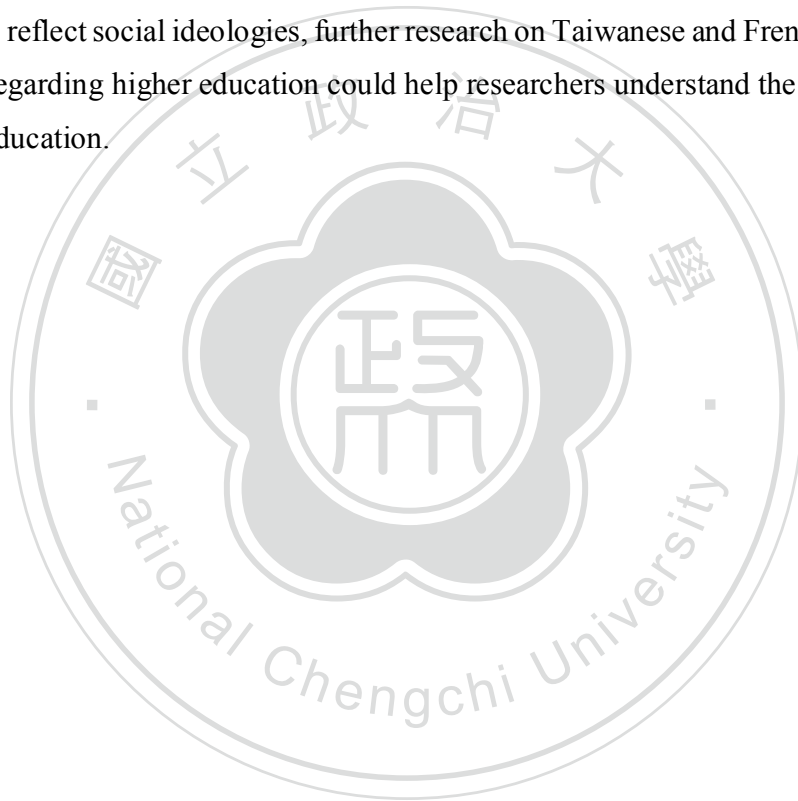 reflect social ideologies, further research on Taiwanese and Fren
egarding higher education could help researchers understand the
ducation.
國立政治大學
政
National Chengchi University